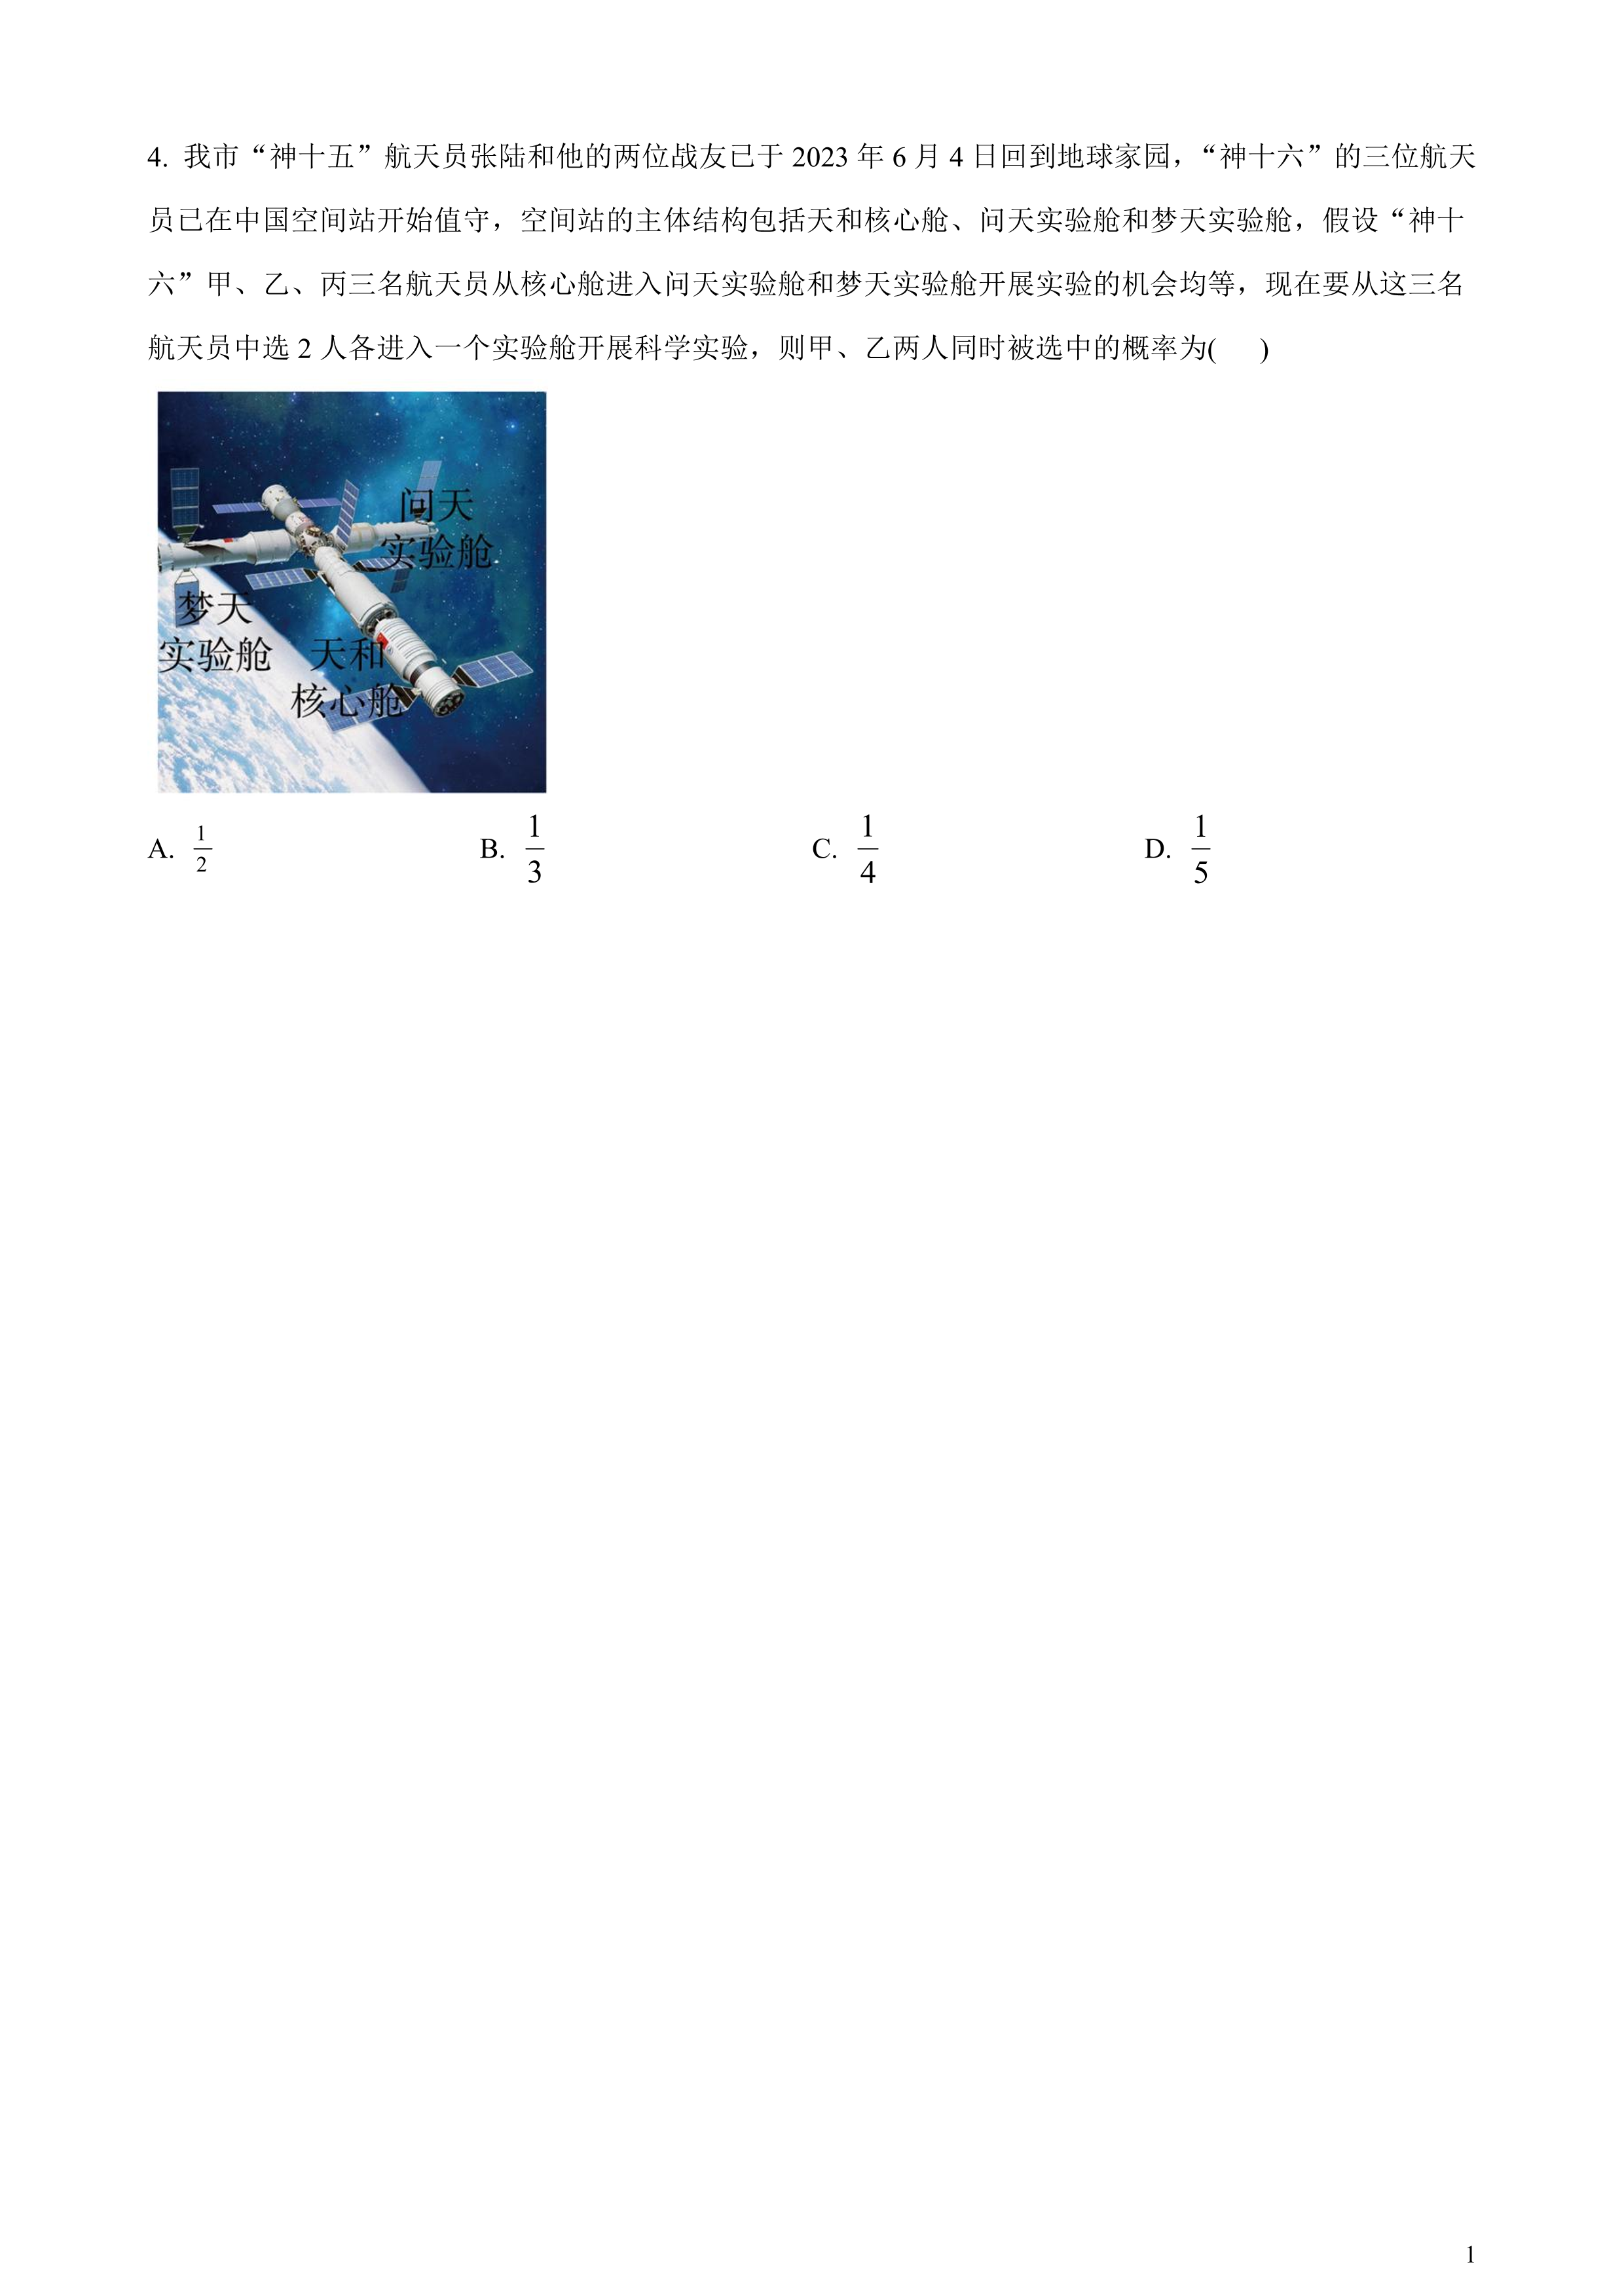 4. 我市“神十五”航天员张陆和他的两位战友已于 2023 年 6 月 4 日回到地球家园，“神十六”的三位航天
员已在中国空间站开始值守，空间站的主体结构包括天和核心舱、问天实验舱和梦天实验舱，假设“神十
六”甲、乙、丙三名航天员从核心舱进入问天实验舱和梦天实验舱开展实验的机会均等，现在要从这三名
航天员中选 2 人各进入一个实验舱开展科学实验，则甲、乙两人同时被选中的概率为(　)
问天
实验舱
梦天
实验舱
天和
核心舱
A. 1/2 B. 1/3 C. 1/4 D. 1/5
1